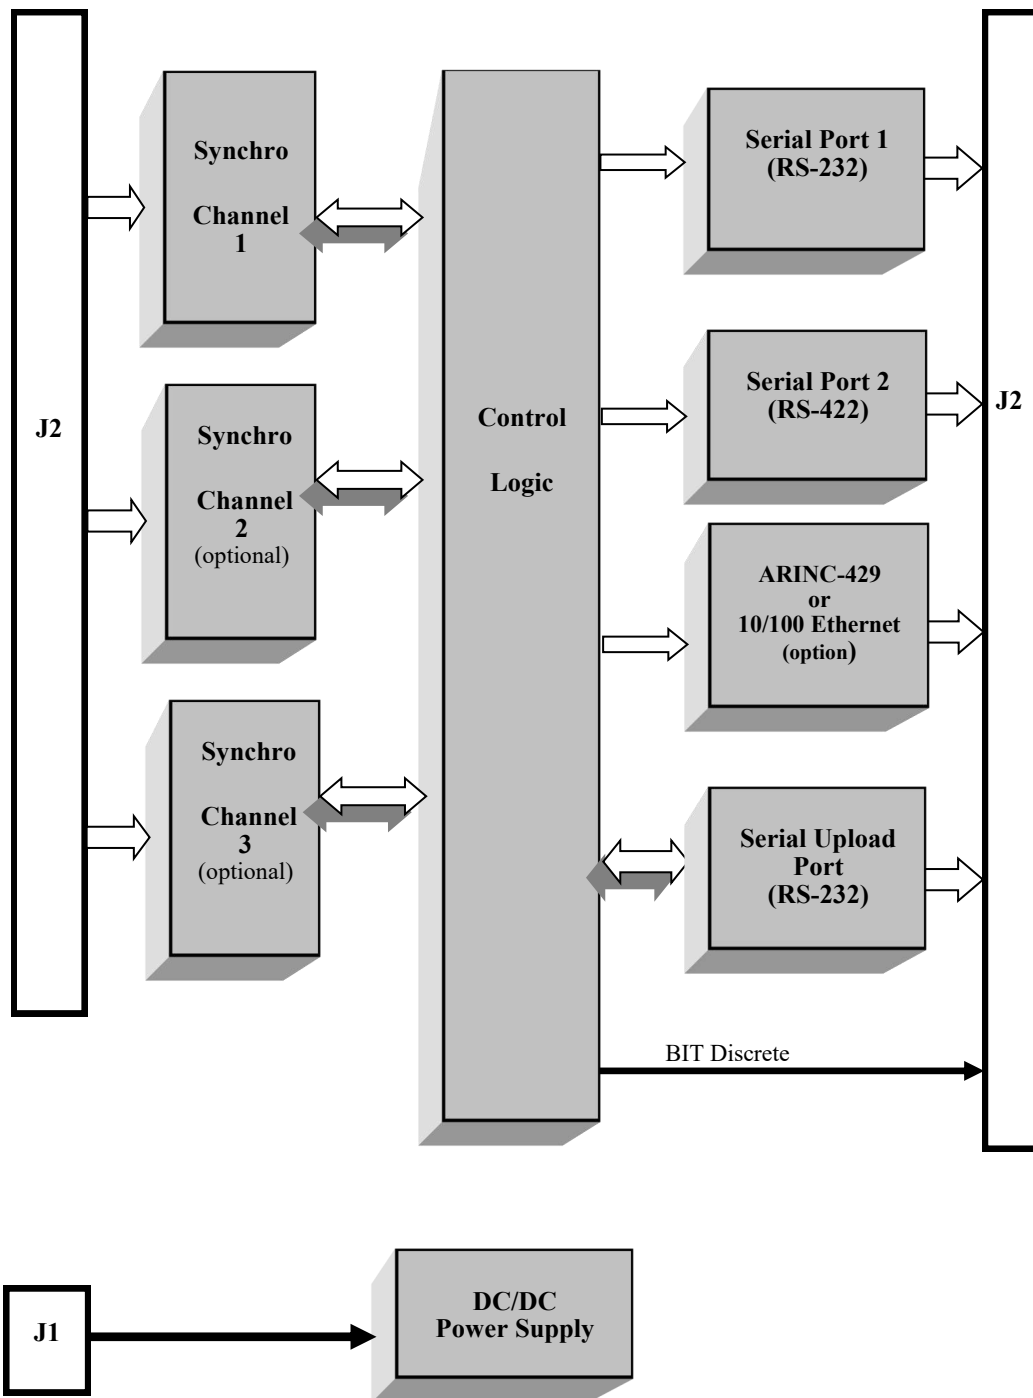 J2
Synchro
Channel
1
Synchro
Channel
2
(optional)
Synchro
Channel
3
(optional)
Control
Logic
Serial Port 1
(RS-232)
Serial Port 2
(RS-422)
ARINC-429
or
10/100 Ethernet
(option)
Serial Upload
Port
(RS-232)
BIT Discrete
J2
J1
DC/DC
Power Supply